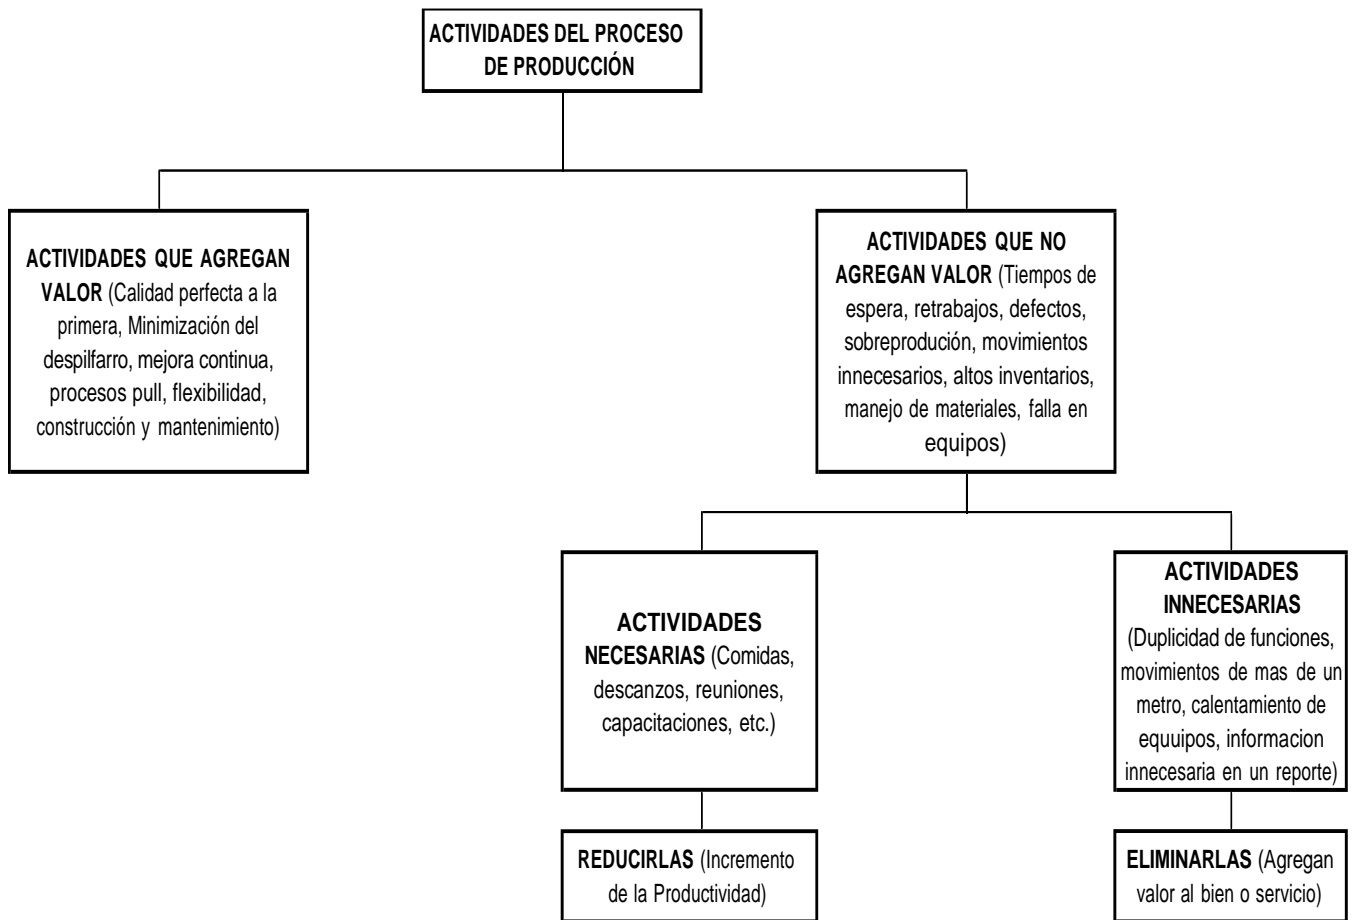 ACTIVIDADES DEL PROCESO
DE PRODUCCIÓN
ACTIVIDADES QUE AGREGAN
VALOR (Calidad perfecta a la
primera, Minimización del
despilfarro, mejora continua,
procesos pull, flexibilidad,
construcción y mantenimiento)
ACTIVIDADES QUE NO
AGREGAN VALOR (Tiempos de
espera, retrabajos, defectos,
sobreprodución, movimientos
innecesarios, altos inventarios,
manejo de materiales, falla en
equipos)
ACTIVIDADES
NECESARIAS (Comidas,
descanzos, reuniones,
capacitaciones, etc.)
ACTIVIDADES
INNECESARIAS
(Duplicidad de funciones,
movimientos de mas de un
metro, calentamiento de
equuipos, informacion
innecesaria en un reporte)
REDUCIRLAS (Incremento
de la Productividad)
ELIMINARLAS (Agregan
valor al bien o servicio)